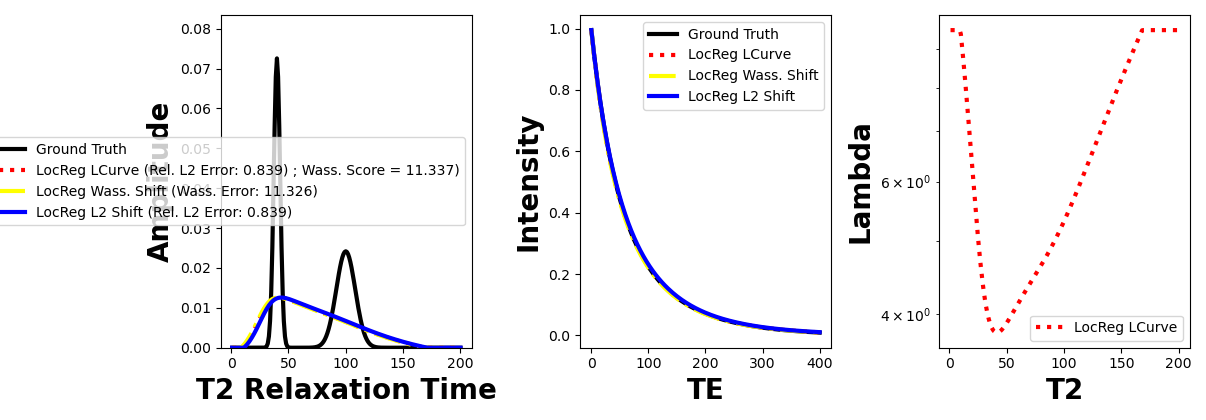 0.08
0.07
0.06
0.05
0.03
0.02
0.01
0.00
Amplitude
Ground Truth
LocReg LCurve (Rel. L2 Error: 0.839) ; Wass. Score = 11.337)
LocReg Wass. Shift (Wass. Error: 11.326)
LocReg L2 Shift (Rel. L2 Error: 0.839)
0 50 100 150 200
T2 Relaxation Time
1.0
0.8
0.6
0.4
0.2
0.0
Intensity
Ground Truth
LocReg LCurve
LocReg Wass. Shift
LocReg L2 Shift
0 100 200 300 400
TE
6 × 10⁰
4 × 10⁰
Lambda
LocReg LCurve
0 50 100 150 200
T2